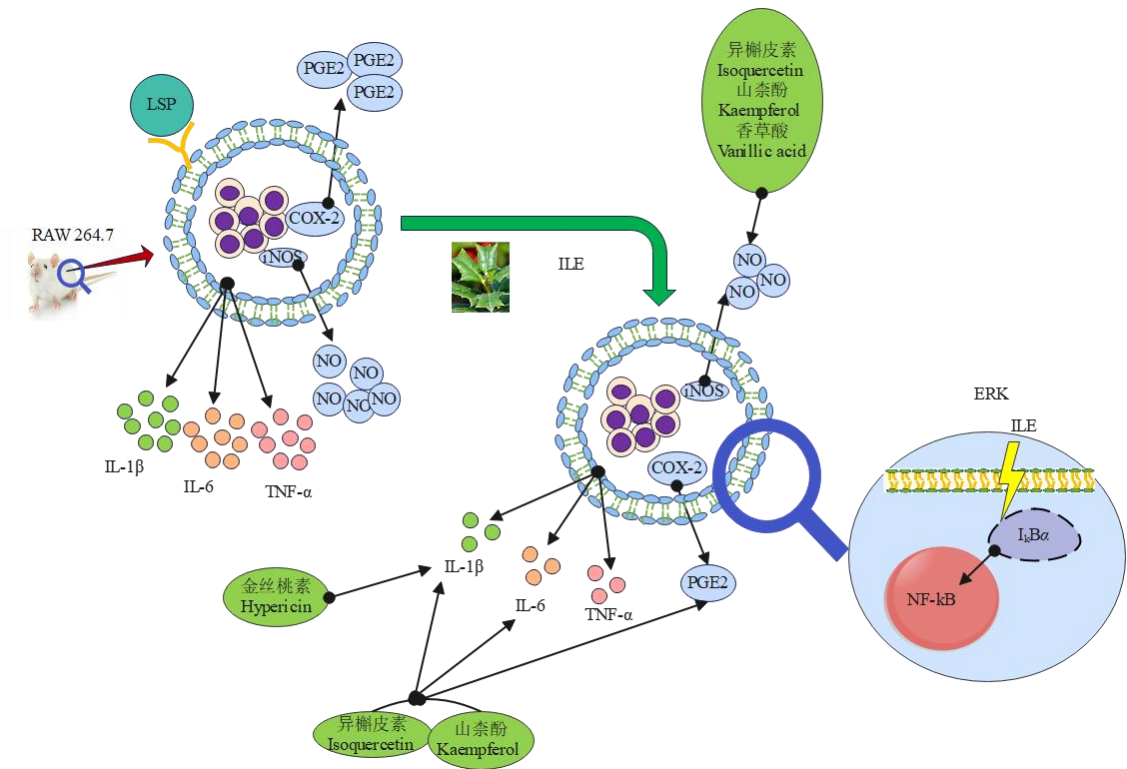 PGE2
PGE2
PGE2
LSP
COX-2
iNOS
RAW 264.7
NO
NO
NO
NO
NO
IL-1β
IL-6
TNF-α
ILE
异槲皮素
Isoquercetin
山柰酚
Kaempferol
香草酸
Vanillic acid
NO
NO
NO
iNOS
COX-2
IL-1β
IL-6
TNF-α
PGE2
金丝桃素
Hypericin
异槲皮素
Isoquercetin
山柰酚
Kaempferol
ERK
ILE
IkBα
NF-kB